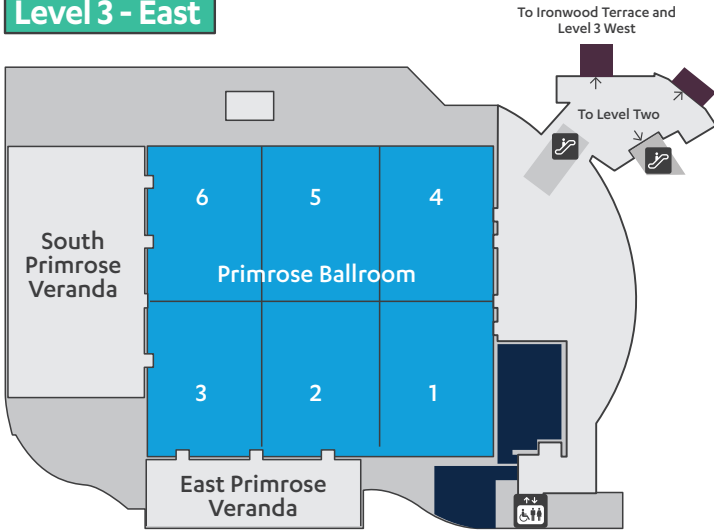 Level 3 - East
To Ironwood Terrace and
Level 3 West
To Level Two
6
5
4
South
Primrose
Veranda
Primrose Ballroom
3
2
1
East Primrose
Veranda